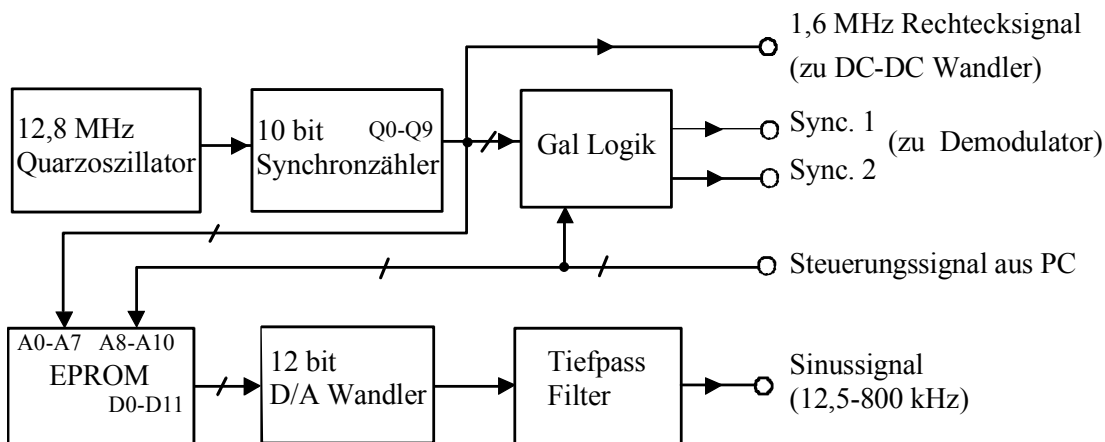 1,6 MHz Rechtecksignal
(zu DC-DC Wandler)
12,8 MHz
Quarzoszillator
10 bit Q0-Q9
Synchronzähler
Gal Logik
Sync. 1
(zu Demodulator)
Sync. 2
Steuerungssignal aus PC
A0-A7 A8-A10
EPROM
D0-D11
12 bit
D/A Wandler
Tiefpass
Filter
Sinussignal
(12,5-800 kHz)